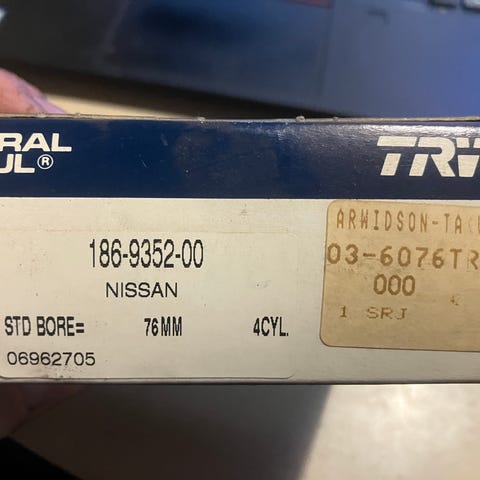 RAL
UL®
TRW
186-9352-00
NISSAN
STD BORE= 76MM 4CYL.
06962705
ARWIDSON-TA
03-6076TR
000
1 SRJ